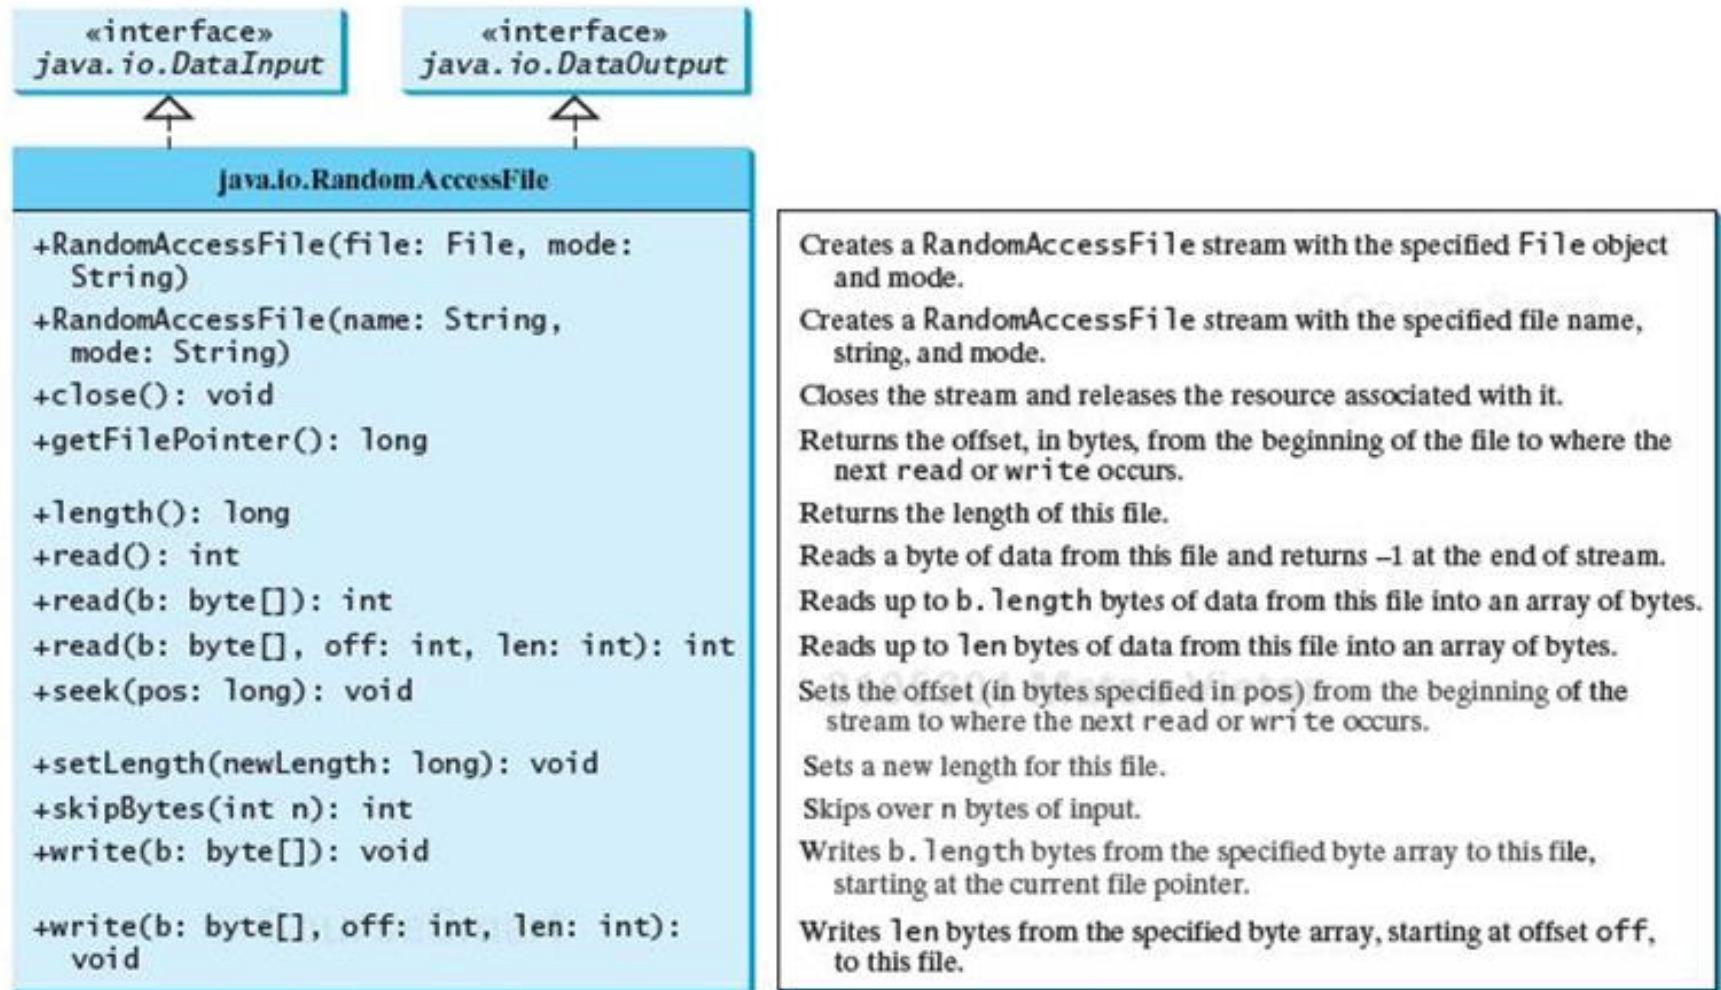 «interface»
java.io.DataInput
«interface»
java.io.DataOutput
java.io.RandomAccessFile
+RandomAccessFile(file: File, mode:
String)
+RandomAccessFile(name: String,
mode: String)
+close(): void
+getFilePointer(): long
+length(): long
+read(): int
+read(b: byte[]): int
+read(b: byte[], off: int, len: int): int
+seek(pos: long): void
+setLength(newLength: long): void
+skipBytes(int n): int
+write(b: byte[]): void
+write(b: byte[], off: int, len: int):
void
Creates a RandomAccessFile stream with the specified File object
and mode.
Creates a RandomAccessFile stream with the specified file name,
string, and mode.
Closes the stream and releases the resource associated with it.
Returns the offset, in bytes, from the beginning of the file to where the
next read or write occurs.
Returns the length of this file.
Reads a byte of data from this file and returns –1 at the end of stream.
Reads up to b.length bytes of data from this file into an array of bytes.
Reads up to len bytes of data from this file into an array of bytes.
Sets the offset (in bytes specified in pos) from the beginning of the
stream to where the next read or write occurs.
Sets a new length for this file.
Skips over n bytes of input.
Writes b.length bytes from the specified byte array to this file,
starting at the current file pointer.
Writes len bytes from the specified byte array, starting at offset off,
to this file.